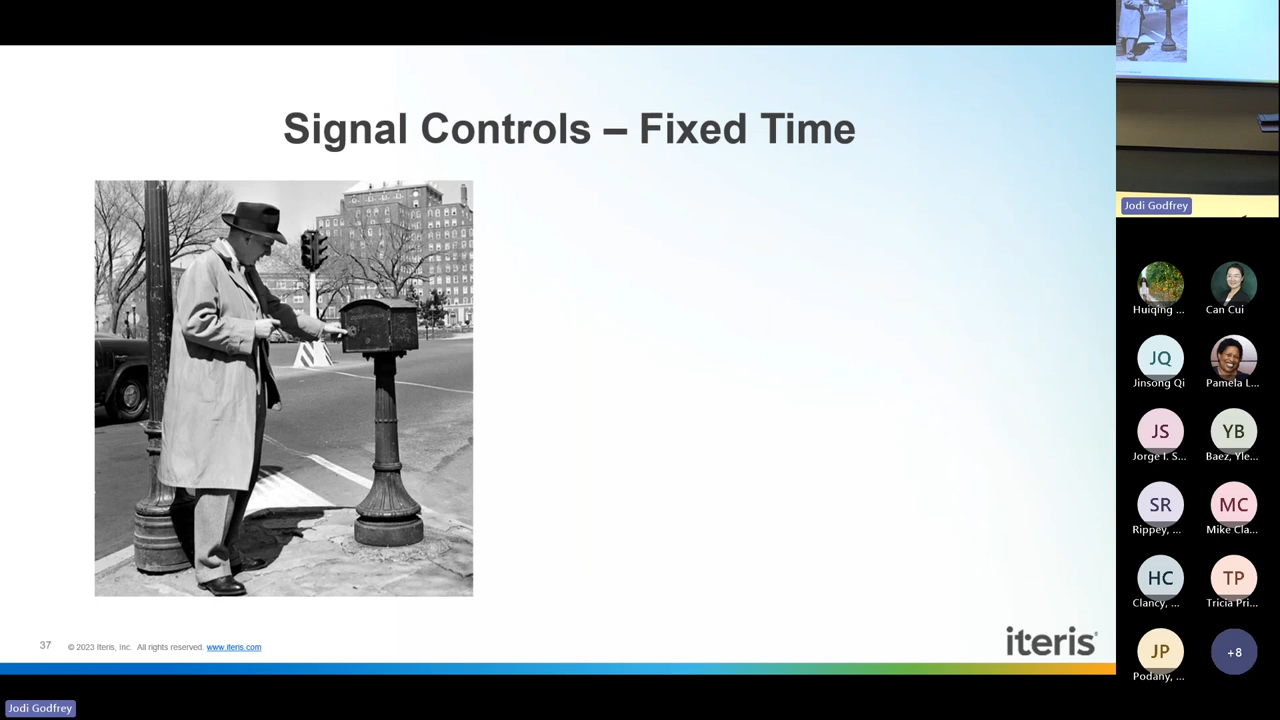 Signal Controls – Fixed Time
37
© 2023 Iteris, Inc. All rights reserved. www.iteris.com
iteris
Jodi Godfrey
Jodi Godfrey
Huiqing ...
Can Cui
JQ
Jinsong Qi
Pamela L...
JS
YB
Jorge I. S...
Baez, Yle...
SR
MC
Rippey, ...
Mike Cla...
HC
TP
Clancy, ...
Tricia Pri...
JP
+8
Podany, ...